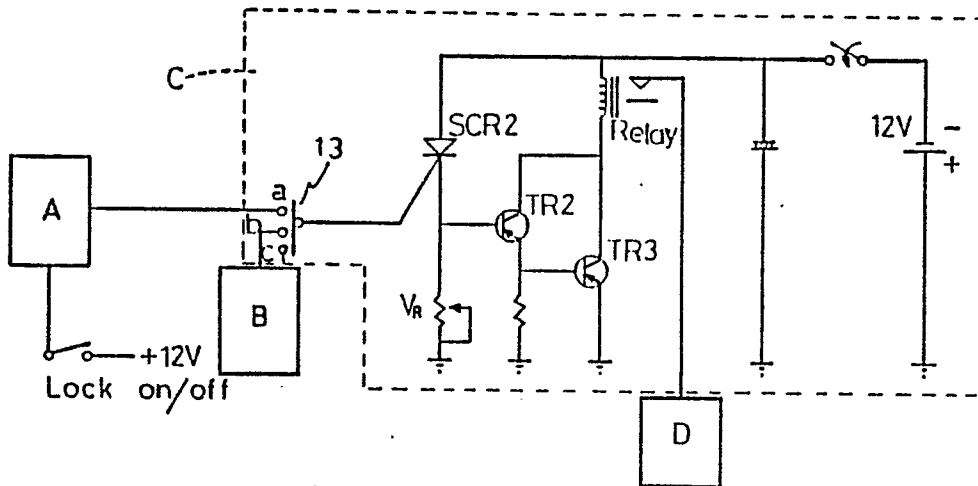 C
13
SCR2
Relay
12V
-
+
A
a
b
c
TR2
TR3
B
VR
+12V
Lock on/off
D